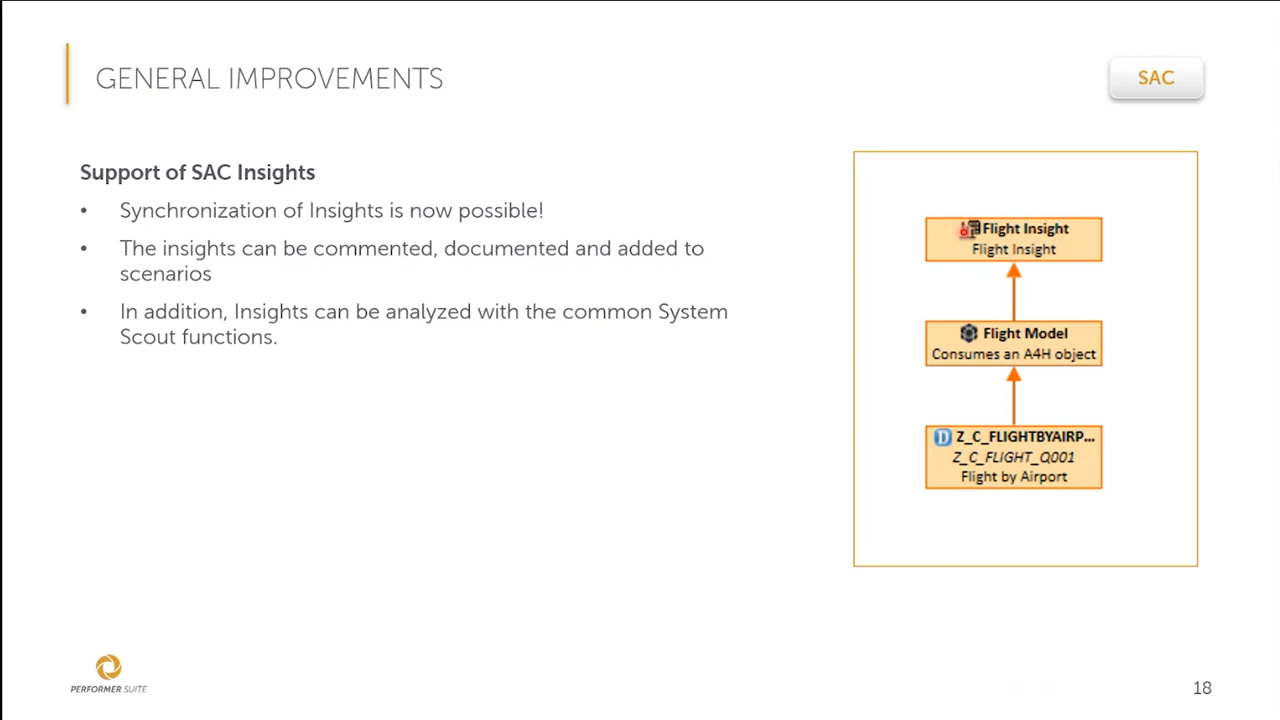 GENERAL IMPROVEMENTS
SAC
Support of SAC Insights
• Synchronization of Insights is now possible!
• The insights can be commented, documented and added to
scenarios
• In addition, Insights can be analyzed with the common System
Scout functions.
Flight Insight
Flight Insight
Flight Model
Consumes an A4H object
D Z_C_FLIGHTBYAIRP...
Z_C_FLIGHT_Q001
Flight by Airport
PERFORMER SUITE
18